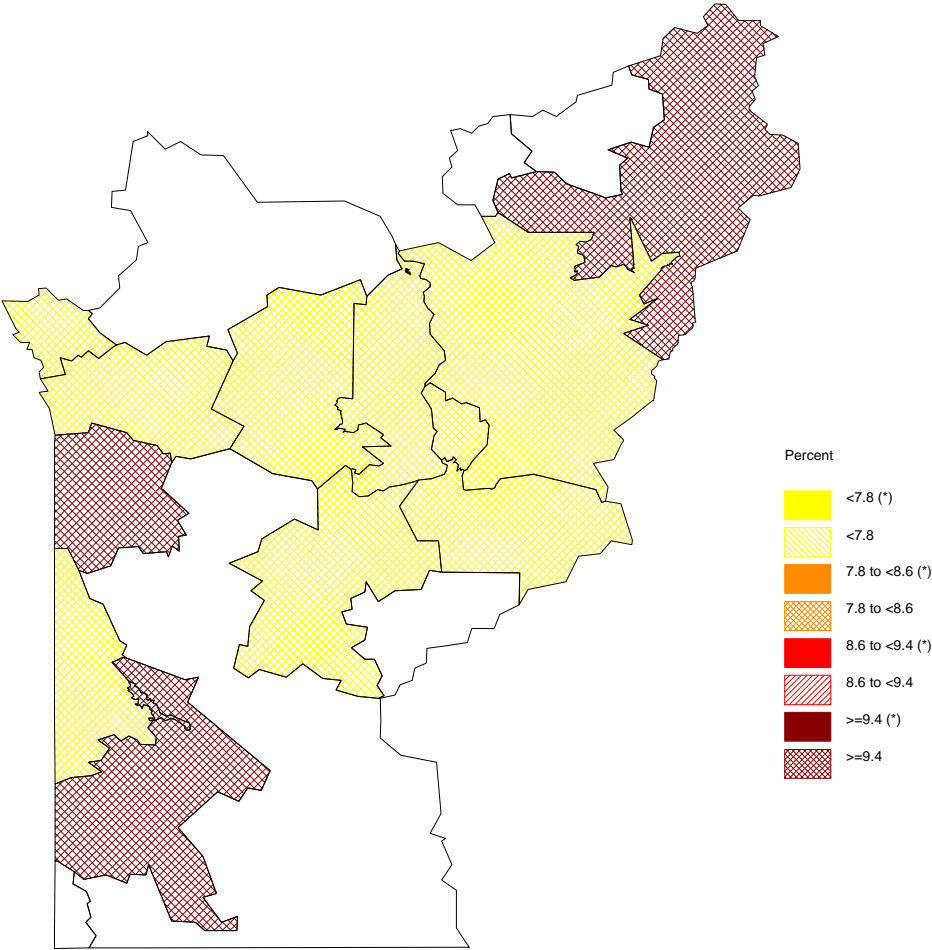 Percent
<7.8 (*)
<7.8
7.8 to <8.6 (*)
7.8 to <8.6
8.6 to <9.4 (*)
8.6 to <9.4
>=9.4 (*)
>=9.4